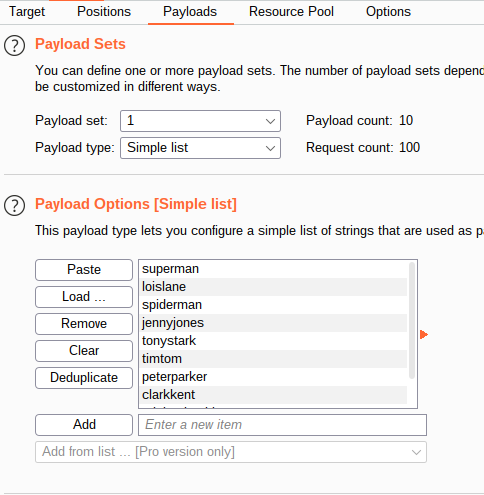 Target Positions Payloads Resource Pool Options
? Payload Sets
You can define one or more payload sets. The number of payload sets depend
be customized in different ways.
Payload set: 1 Payload count: 10
Payload type: Simple list Request count: 100
? Payload Options [Simple list]
This payload type lets you configure a simple list of strings that are used as p
Paste
Load ...
Remove
Clear
Deduplicate
superman
loislane
spiderman
jennyjones
tonystark
timtom
peterparker
clarkkent
Add Enter a new item
Add from list ... [Pro version only]